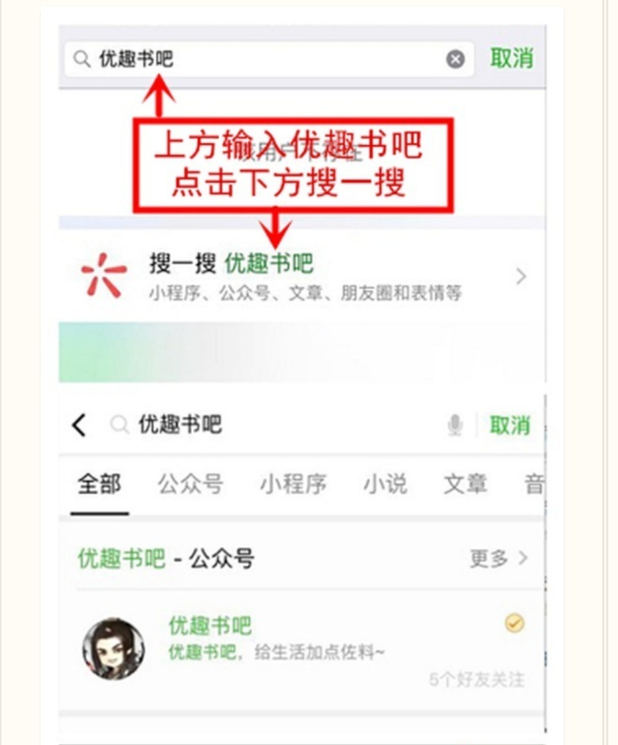 优趣书吧
取消
上方输入优趣书吧
点击下方搜一搜
搜一搜 优趣书吧
小程序、公众号、文章、朋友圈和表情等
优趣书吧
取消
全部 公众号 小程序 小说 文章 音
优趣书吧 - 公众号
更多
优趣书吧
优趣书吧，给生活加点佐料~
5个好友关注